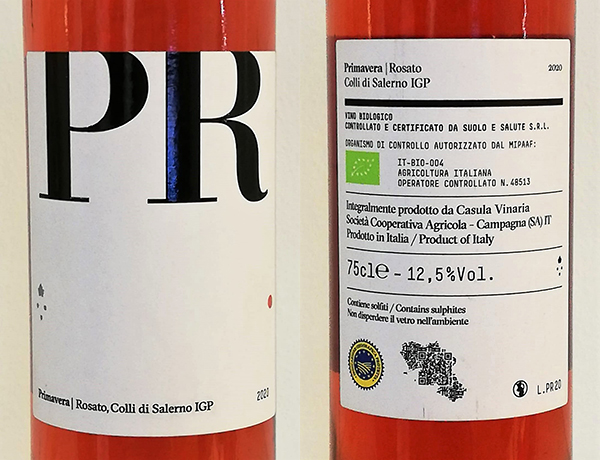 PR
Primavera | Rosato, Colli di Salerno IGP 2020
Primavera | Rosato 2020
Colli di Salerno IGP
VINO BIOLOGICO
CONTROLLATO E CERTIFICATO DA SUOLO E SALUTE S.R.L.
ORGANISMO DI CONTROLLO AUTORIZZATO DAL MIPAAF:
IT-BIO-004
AGRICOLTURA ITALIANA
OPERATORE CONTROLLATO N.48513
Integralmente prodotto da Casula Vinaria
Società Cooperativa Agricola - Campagna (SA) IT
Prodotto in Italia / Product of Italy
75cl℮ - 12,5%Vol.
Contiene solfiti / Contains sulphites
Non disperdere il vetro nell'ambiente
L.PR20